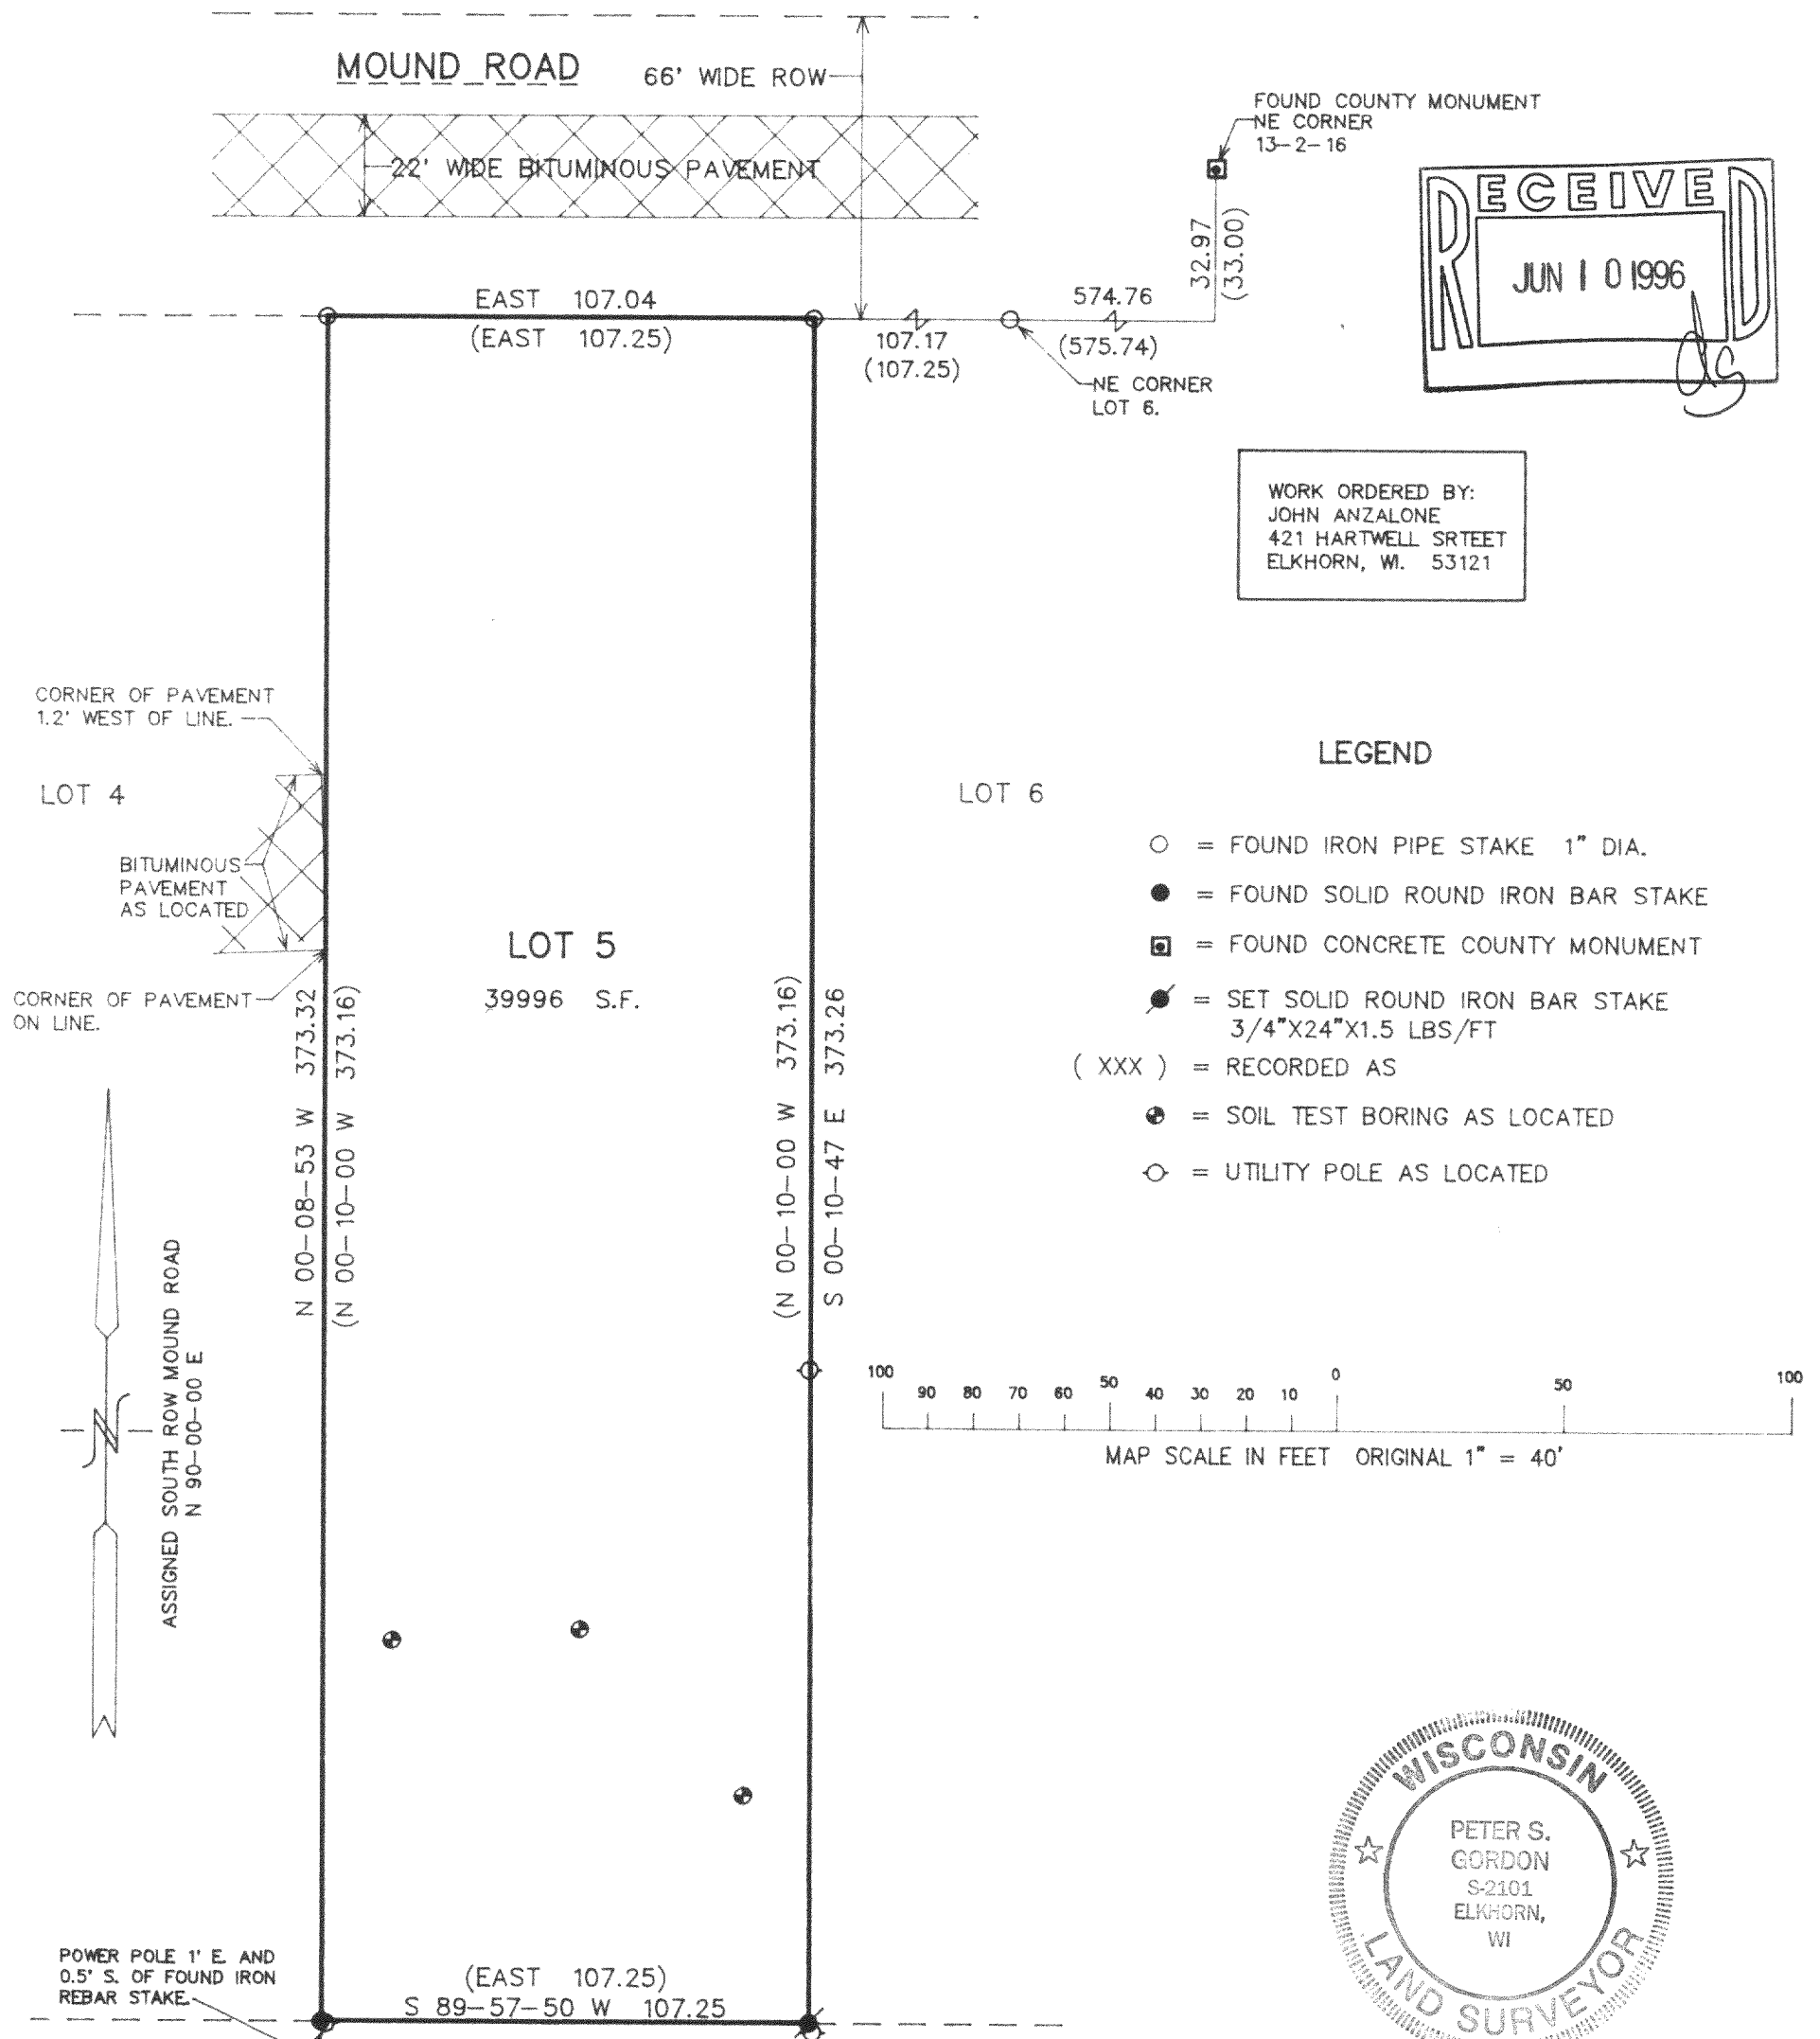 MOUND ROAD
66' WIDE ROW
22' WIDE BITUMINOUS PAVEMENT
FOUND COUNTY MONUMENT
NE CORNER
13-2-16
32.97
(33.00)
RECEIVED
JUN 10 1996
ds
EAST 107.04
(EAST 107.25)
107.17
(107.25)
574.76
(575.74)
NE CORNER
LOT 6.
WORK ORDERED BY:
JOHN ANZALONE
421 HARTWELL SRTEET
ELKHORN, WI. 53121
CORNER OF PAVEMENT
1.2' WEST OF LINE.
LOT 4
BITUMINOUS
PAVEMENT
AS LOCATED
CORNER OF PAVEMENT
ON LINE.
LOT 5
39996 S.F.
LOT 6
N 00-08-53 W 373.32
(N 00-10-00 W 373.16)
(N 00-10-00 W 373.16)
S 00-10-47 E 373.26
LEGEND
= FOUND IRON PIPE STAKE 1" DIA.
= FOUND SOLID ROUND IRON BAR STAKE
= FOUND CONCRETE COUNTY MONUMENT
= SET SOLID ROUND IRON BAR STAKE
3/4"X24"X1.5 LBS/FT
( XXX ) = RECORDED AS
= SOIL TEST BORING AS LOCATED
= UTILITY POLE AS LOCATED
N
ASSIGNED SOUTH ROW MOUND ROAD
N 90-00-00 E
100 90 80 70 60 50 40 30 20 10 0 50 100
MAP SCALE IN FEET ORIGINAL 1" = 40'
POWER POLE 1' E. AND
0.5' S. OF FOUND IRON
REBAR STAKE.
(EAST 107.25)
S 89-57-50 W 107.25
WISCONSIN
PETER S.
GORDON
S-2101
ELKHORN,
WI
LAND SURVEYOR